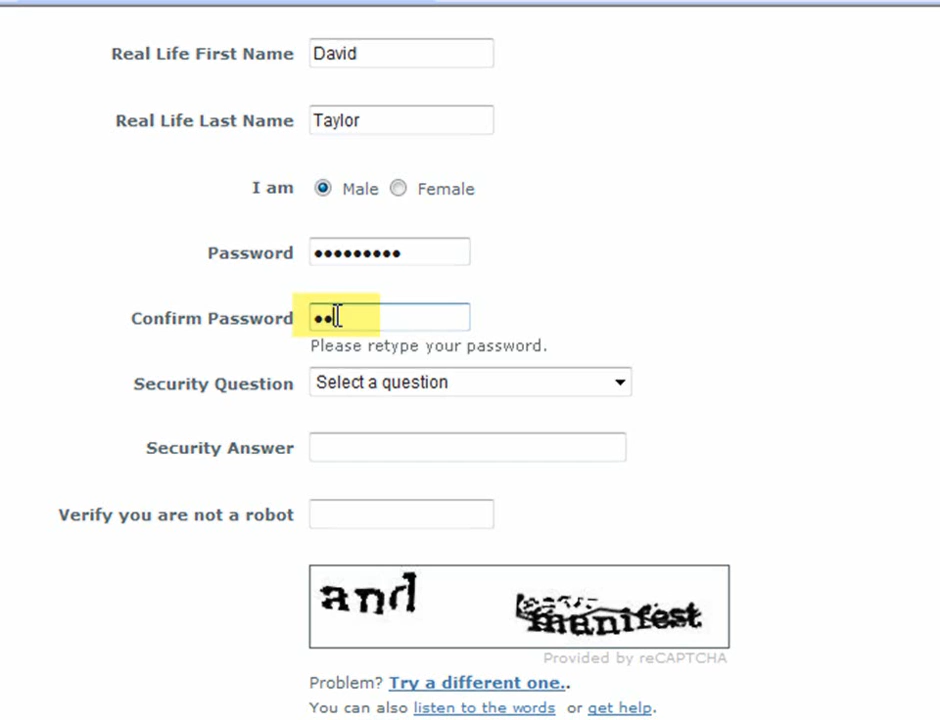 Real Life First Name David
Real Life Last Name Taylor
I am Male Female
Password •••••••••
Confirm Password ••
Please retype your password.
Security Question Select a question
Security Answer
Verify you are not a robot
and manifest
Provided by reCAPTCHA
Problem? Try a different one..
You can also listen to the words or get help.